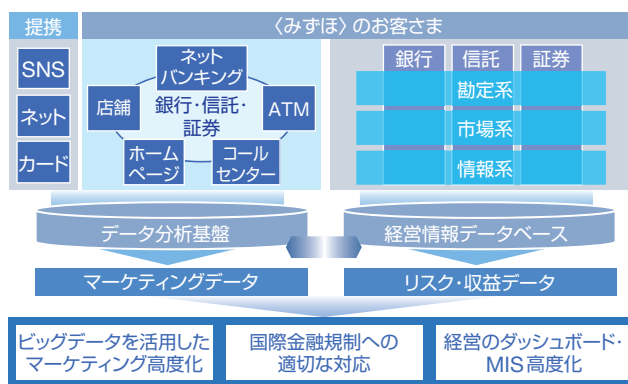 提携
SNS
ネット
カード
〈みずほ〉のお客さま
ネット
バンキング
店舗
銀行・信託・
証券
ATM
ホーム
ページ
コール
センター
銀行
信託
証券
勘定系
市場系
情報系
データ分析基盤
経営情報データベース
マーケティングデータ
リスク・収益データ
ビッグデータを活用した
マーケティング高度化
国際金融規制への
適切な対応
経営のダッシュボード・
MIS高度化